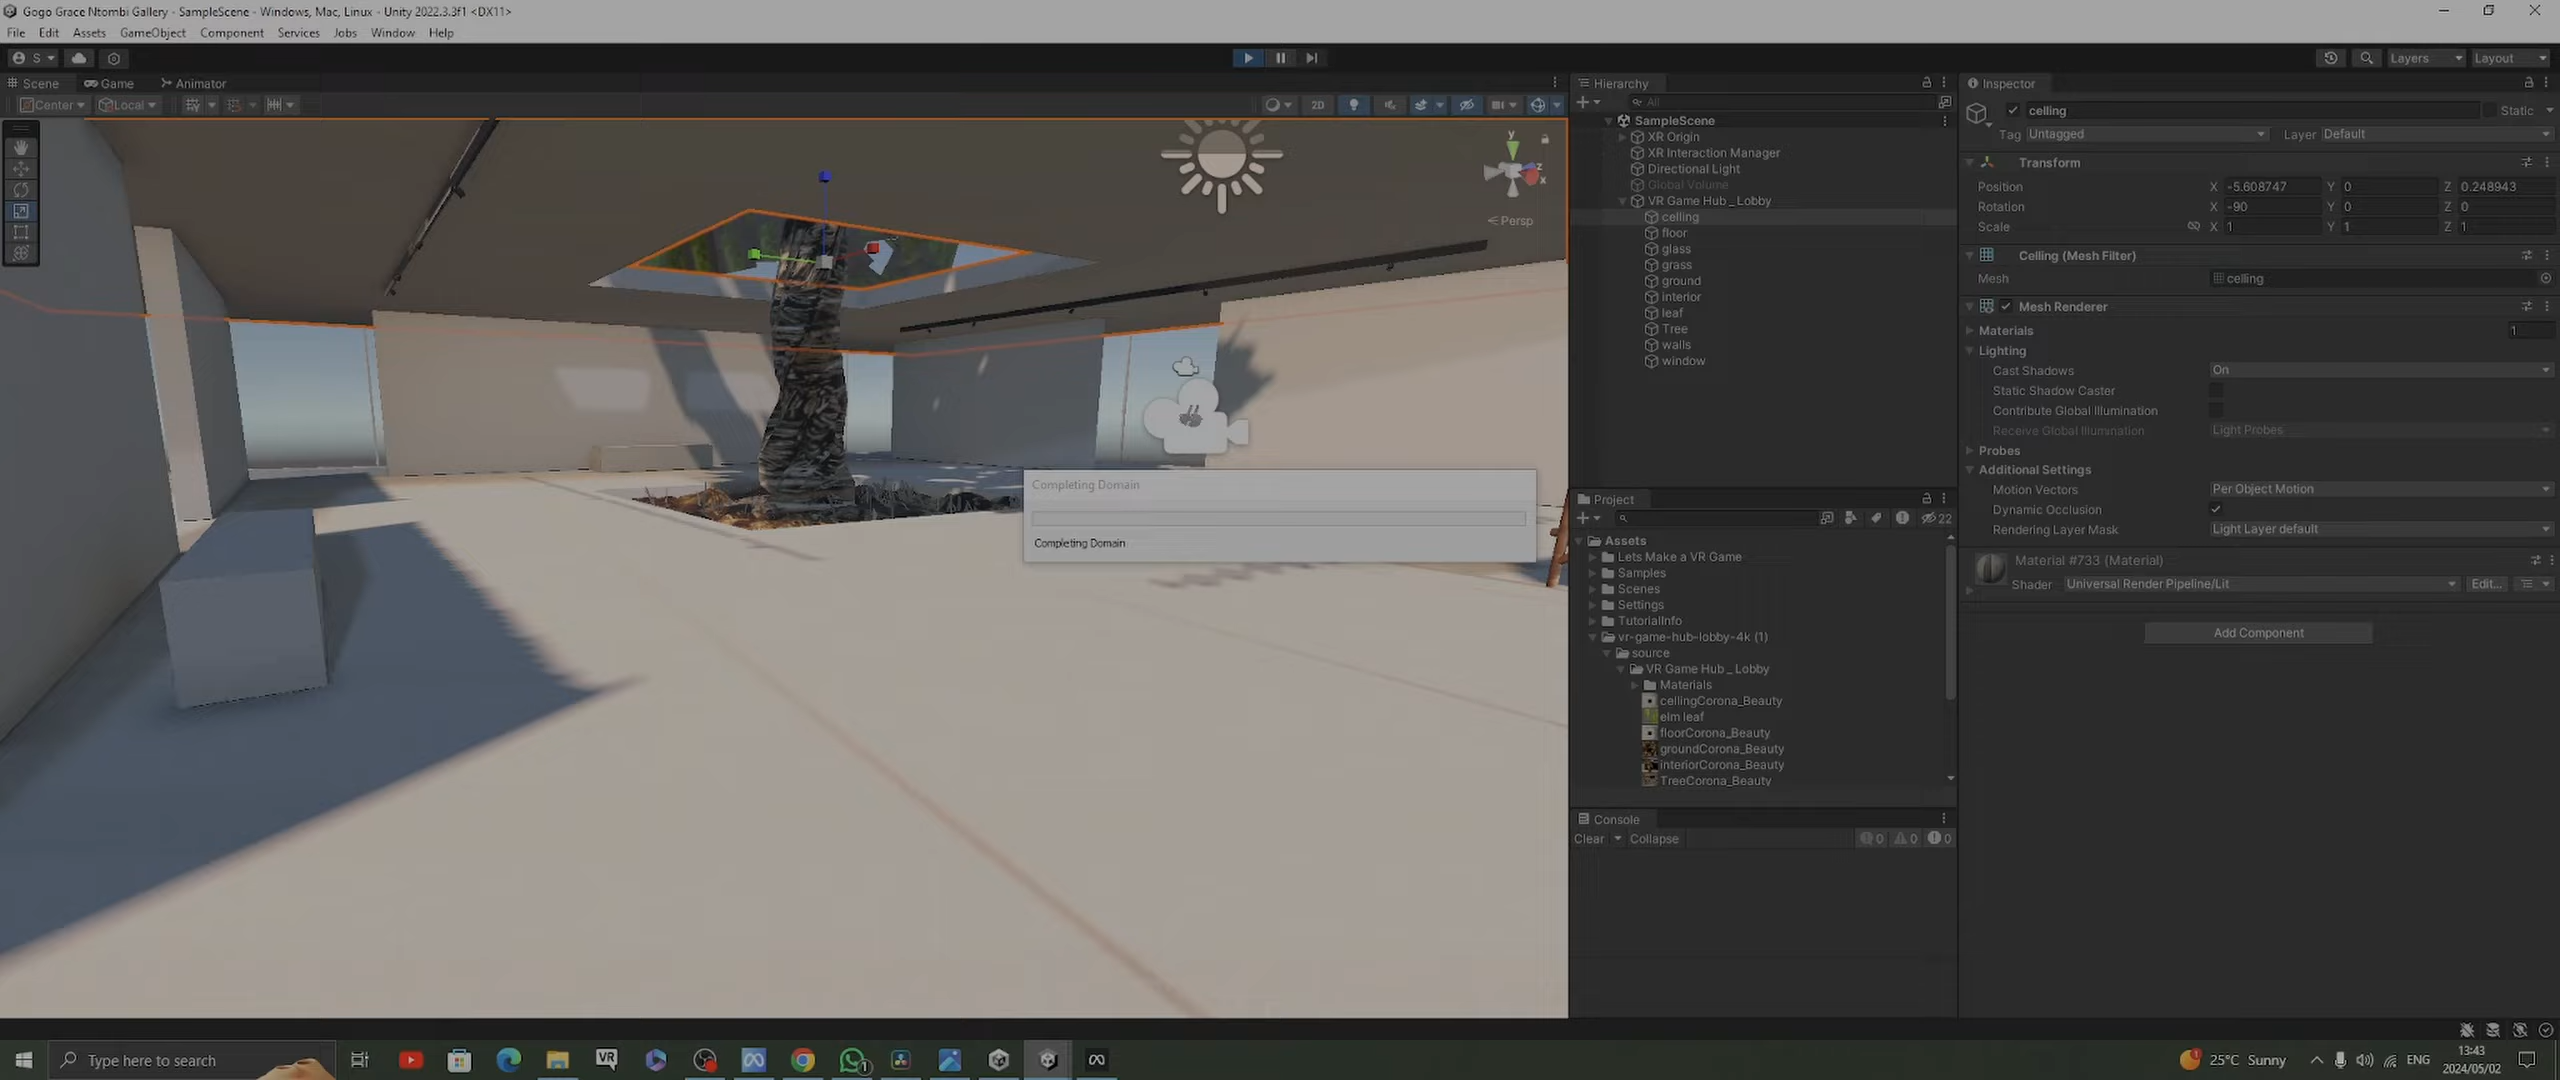 Gogo Grace Ntombi Gallery - SampleScene - Windows, Mac, Linux - Unity 2022.3.3f1 <DX11>
File Edit Assets GameObject Component Services Jobs Window Help
S Layers Layout
Scene Game Animator
Center Local 2D
y
z
x
Persp
Completing Domain
Completing Domain
Hierarchy
All
SampleScene
XR Origin
XR Interaction Manager
Directional Light
Global Volume
VR Game Hub _ Lobby
celling
floor
glass
grass
ground
interior
leaf
Tree
walls
window
Project
22
Assets
Lets Make a VR Game
Samples
Scenes
Settings
TutorialInfo
vr-game-hub-lobby-4k (1)
source
VR Game Hub _ Lobby
Materials
cellingCorona_Beauty
elm leaf
floorCorona_Beauty
groundCorona_Beauty
interiorCorona_Beauty
TreeCorona_Beauty
Console
Clear Collapse 0 0 0
Inspector
celling Static
Tag Untagged Layer Default
Transform
Position X -5.608747 Y 0 Z 0.248943
Rotation X -90 Y 0 Z 0
Scale X 1 Y 1 Z 1
Celling (Mesh Filter)
Mesh celling
Mesh Renderer
Materials 1
Lighting
Cast Shadows On
Static Shadow Caster
Contribute Global Illumination
Receive Global Illumination Light Probes
Probes
Additional Settings
Motion Vectors Per Object Motion
Dynamic Occlusion
Rendering Layer Mask Light Layer default
Material #733 (Material)
Shader Universal Render Pipeline/Lit Edit...
Add Component
Type here to search VR 1 25°C Sunny ENG 13:43
2024/05/02